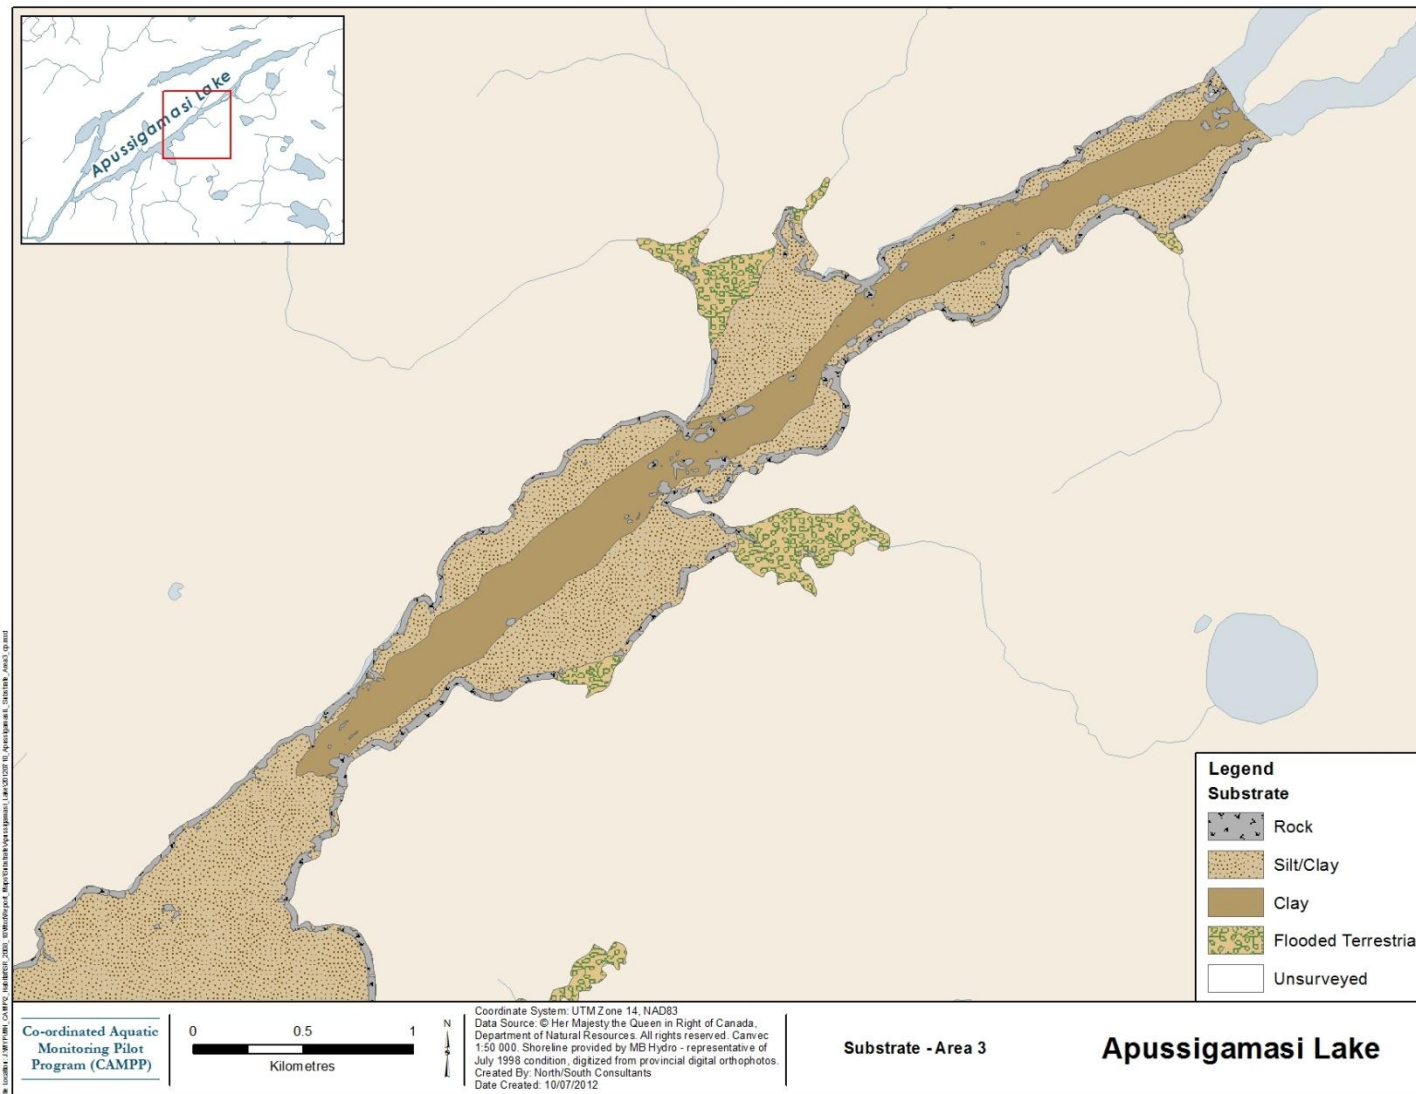 Apussigamasi Lake
Legend
Substrate
Rock
Silt/Clay
Clay
Flooded Terrestria
Unsurveyed
Co-ordinated Aquatic
Monitoring Pilot
Program (CAMPP)
0 0.5 1
Kilometres
N
Coordinate System: UTM Zone 14, NAD83
Data Source: © Her Majesty the Queen in Right of Canada,
Department of Natural Resources. All rights reserved. Canvec
1:50 000. Shoreline provided by MB Hydro - representative of
July 1998 condition, digitized from provincial digital orthophotos.
Created By: North/South Consultants
Date Created: 10/07/2012
Substrate - Area 3
Apussigamasi Lake